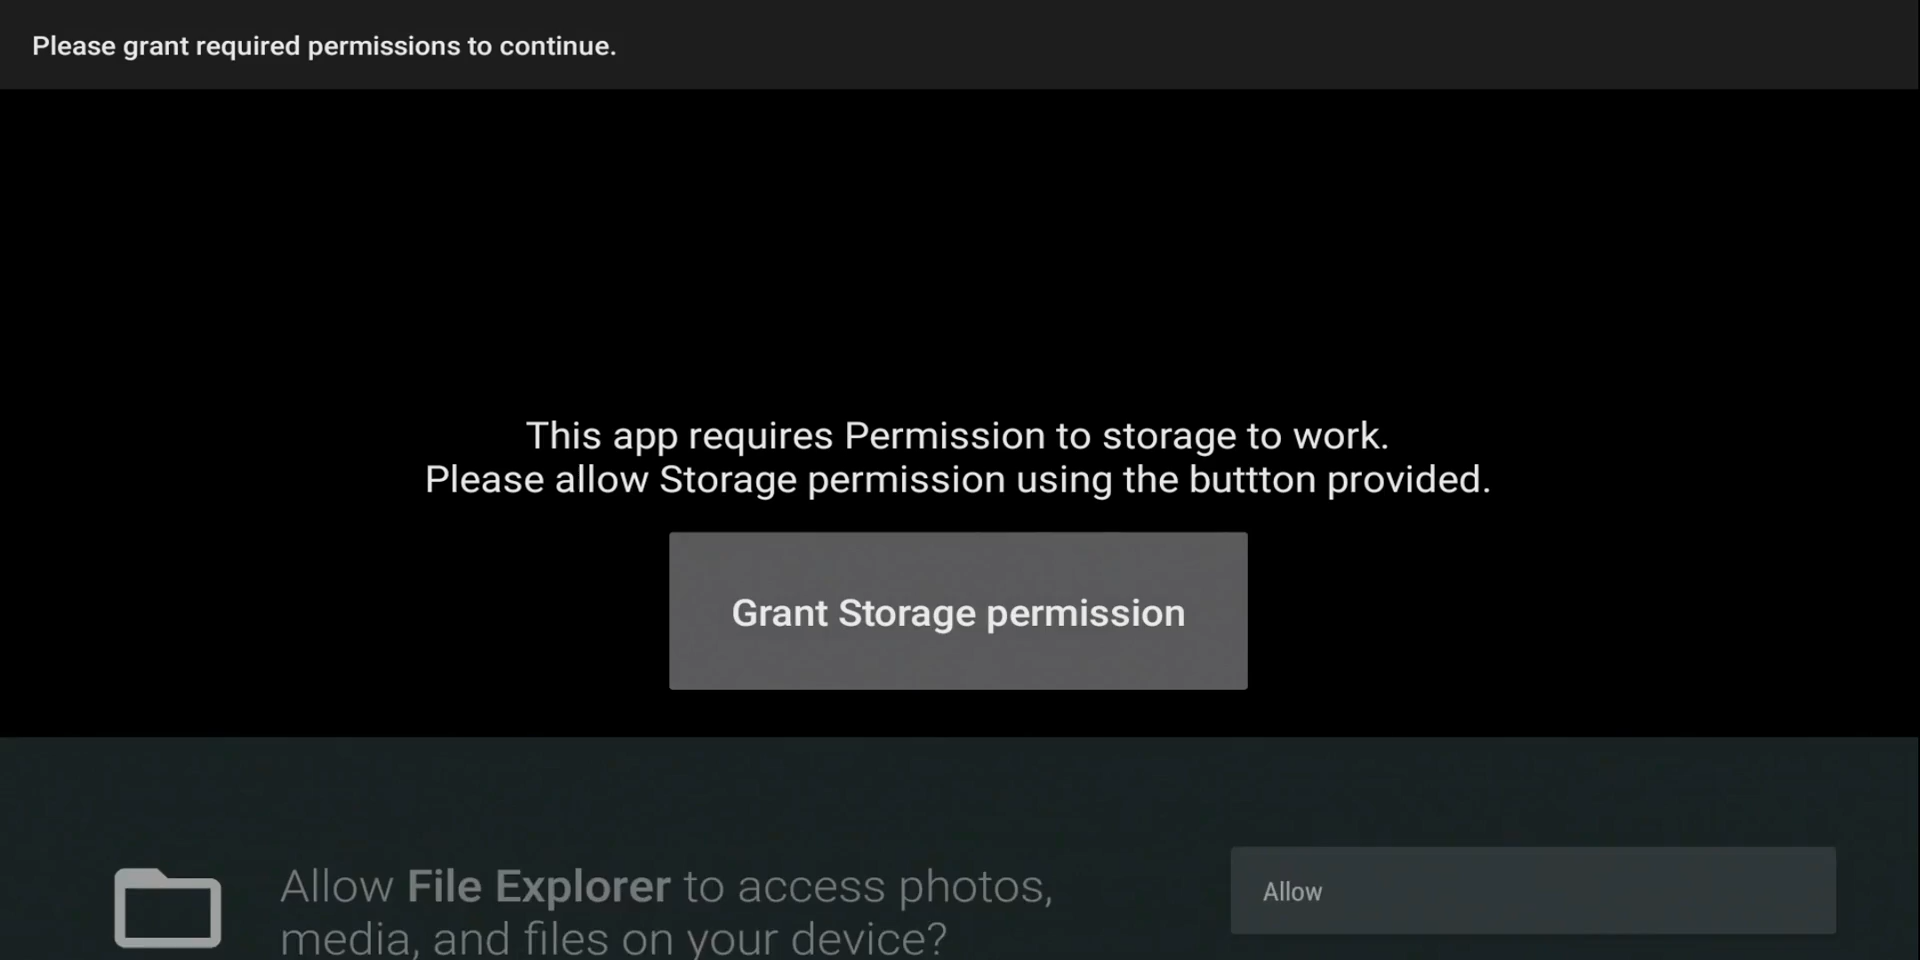 Please grant required permissions to continue.
This app requires Permission to storage to work.
Please allow Storage permission using the buttton provided.
Grant Storage permission
Allow File Explorer to access photos,
media, and files on your device?
Allow